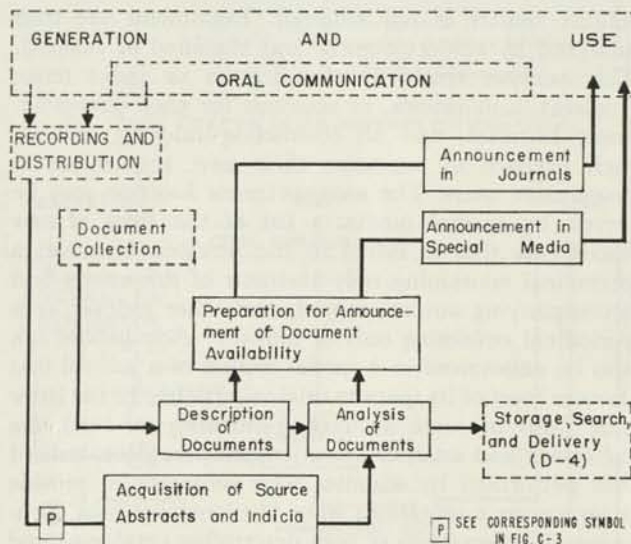 GENERATION AND USE
ORAL COMMUNICATION
RECORDING AND
DISTRIBUTION
Announcement
in Journals
Document
Collection
Announcement in
Special Media
Preparation for Announce-
ment of Document
Availability
Description of
Documents
Analysis
of Documents
Storage, Search,
and Delivery
(D-4)
P
Acquisition of Source
Abstracts and Indicia
P SEE CORRESPONDING SYMBOL
IN FIG. C-3